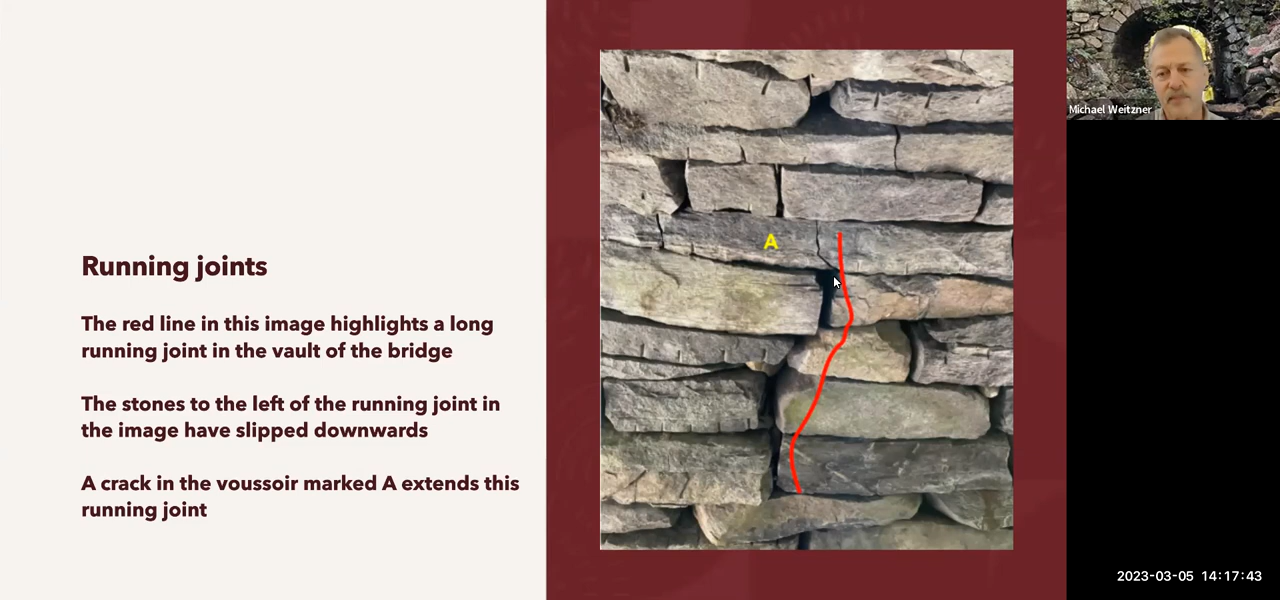 Running joints
The red line in this image highlights a long
running joint in the vault of the bridge
The stones to the left of the running joint in
the image have slipped downwards
A crack in the voussoir marked A extends this
running joint
A
Michael Weitzner
2023-03-05 14:17:43